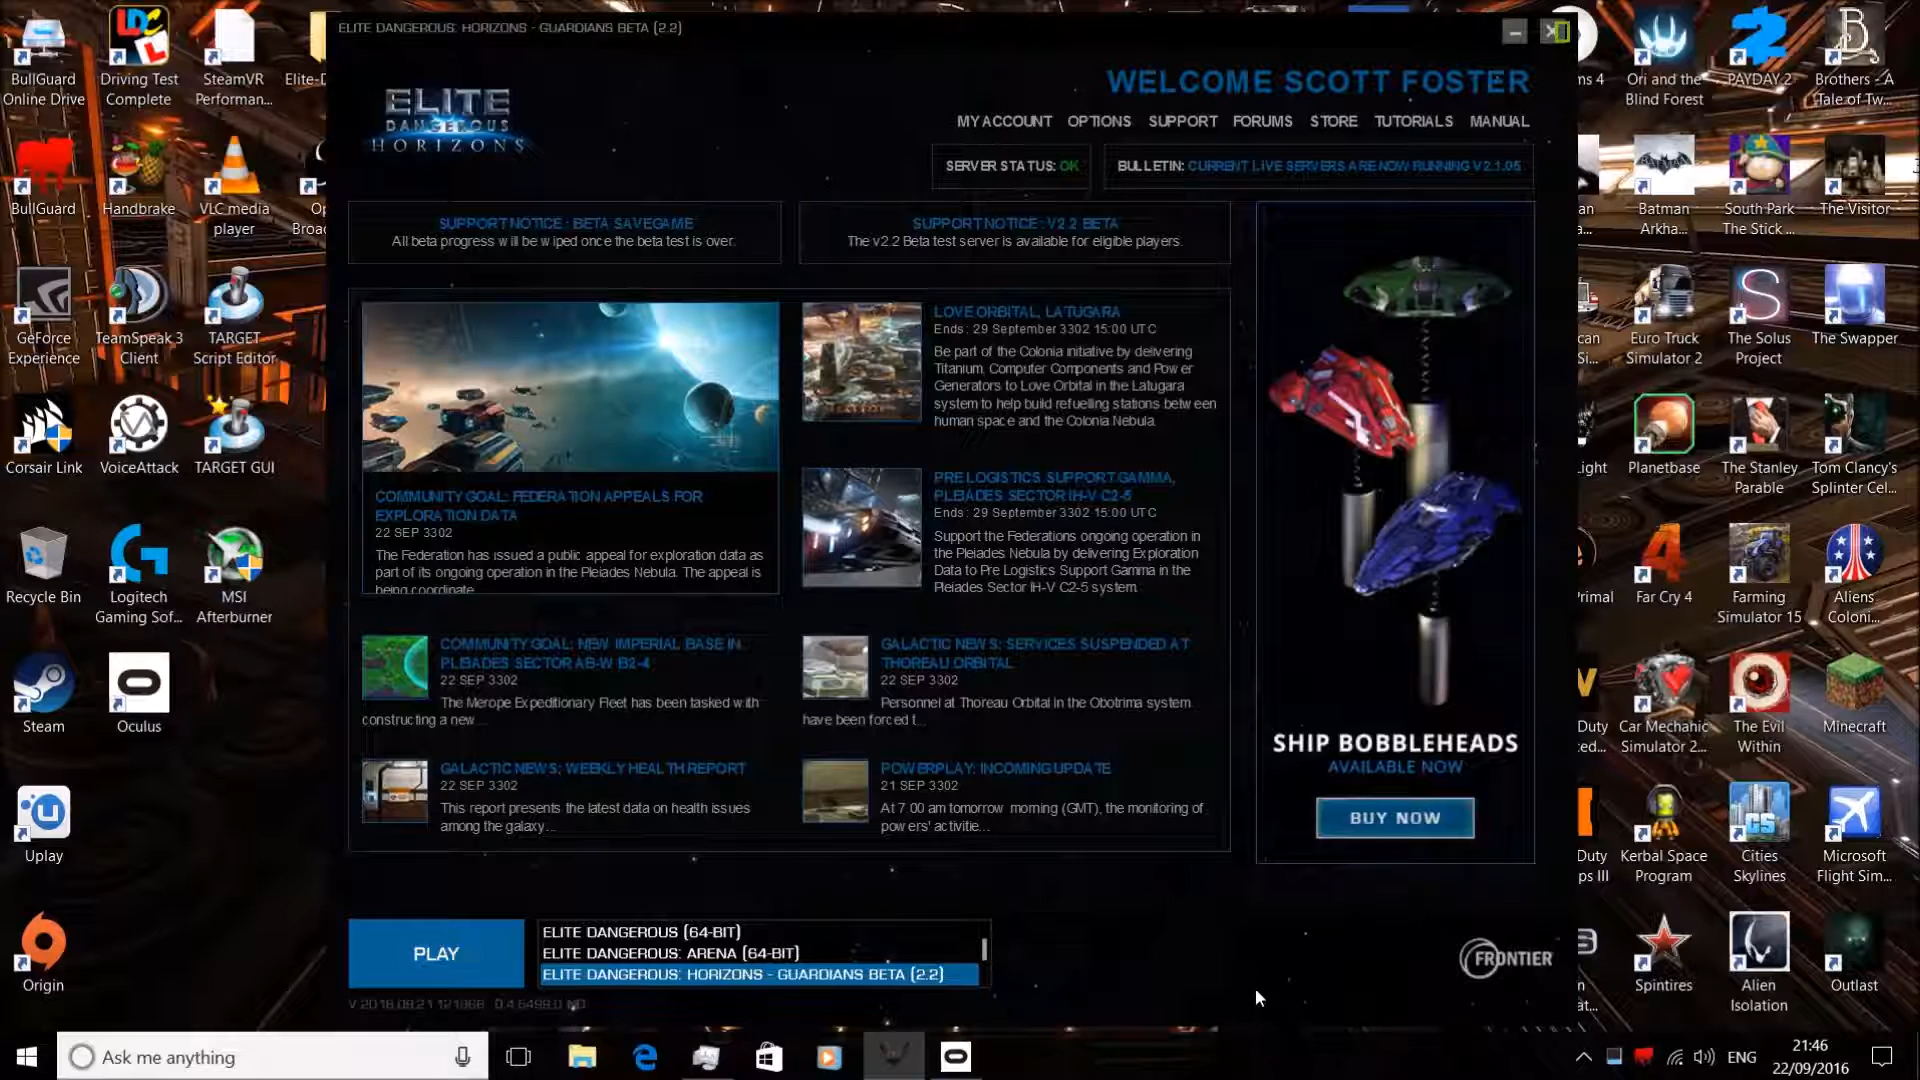 ELITE DANGEROUS: HORIZONS - GUARDIANS BETA (2.2)
ELITE
DANGEROUS
HORIZONS
WELCOME SCOTT FOSTER
MY ACCOUNT OPTIONS SUPPORT FORUMS STORE TUTORIALS MANUAL
SERVER STATUS: OK
BULLETIN: CURRENT LIVE SERVERS ARE NOW RUNNING V2.1.05
SUPPORT NOTICE : BETA SAVEGAME
All beta progress will be wiped once the beta test is over.
SUPPORT NOTICE : V2.2 BETA
The v2.2 Beta test server is available for eligible players.
COMMUNITY GOAL: FEDERATION APPEALS FOR
EXPLORATION DATA
22 SEP 3302
The Federation has issued a public appeal for exploration data as
part of its ongoing operation in the Pleiades Nebula. The appeal is
being coordinate...
LOVE ORBITAL, LATUGARA
Ends : 29 September 3302 15:00 UTC
Be part of the Colonia initiative by delivering
Titanium, Computer Components and Power
Generators to Love Orbital in the Latugara
system to help build refuelling stations between
human space and the Colonia Nebula.
PRE LOGISTICS SUPPORT GAMMA,
PLEIADES SECTOR IH-V C2-5
Ends : 29 September 3302 15:00 UTC
Support the Federations ongoing operation in
the Pleiades Nebula by delivering Exploration
Data to Pre Logistics Support Gamma in the
Pleiades Sector IH-V C2-5 system.
COMMUNITY GOAL: NEW IMPERIAL BASE IN
PLEIADES SECTOR AB-W B2-4
22 SEP 3302
The Merope Expeditionary Fleet has been tasked with
constructing a new ...
GALACTIC NEWS: SERVICES SUSPENDED AT
THOREAU ORBITAL
22 SEP 3302
Personnel at Thoreau Orbital in the Obotrima system
have been forced t...
GALACTIC NEWS: WEEKLY HEALTH REPORT
22 SEP 3302
This report presents the latest data on health issues
among the galaxy...
POWERPLAY: INCOMING UPDATE
21 SEP 3302
At 7 00 am tomorrow morning (GMT), the monitoring of
powers' activitie...
SHIP BOBBLEHEADS
AVAILABLE NOW
BUY NOW
PLAY
ELITE DANGEROUS (64-BIT)
ELITE DANGEROUS: ARENA (64-BIT)
ELITE DANGEROUS: HORIZONS - GUARDIANS BETA (2.2)
FRONTIER
BullGuard
Online Drive
Driving Test
Complete
SteamVR
Performan...
BullGuard
Handbrake
VLC media
player
GeForce
Experience
TeamSpeak 3
Client
TARGET
Script Editor
Corsair Link
VoiceAttack
TARGET GUI
Recycle Bin
Logitech
Gaming Sof...
MSI
Afterburner
Steam
Oculus
Uplay
Origin
Ori and the
Blind Forest
PAYDAY 2
Brothers - A
Tale of Tw...
Batman
Arkha...
South Park
The Stick ...
The Visitor
Euro Truck
Simulator 2
The Solus
Project
The Swapper
Planetbase
The Stanley
Parable
Tom Clancy's
Splinter Cel...
Far Cry 4
Farming
Simulator 15
Aliens
Coloni...
Car Mechanic
Simulator 2...
The Evil
Within
Minecraft
Kerbal Space
Program
Cities
Skylines
Microsoft
Flight Sim...
Spintires
Alien
Isolation
Outlast
Ask me anything
ENG
21:46
22/09/2016